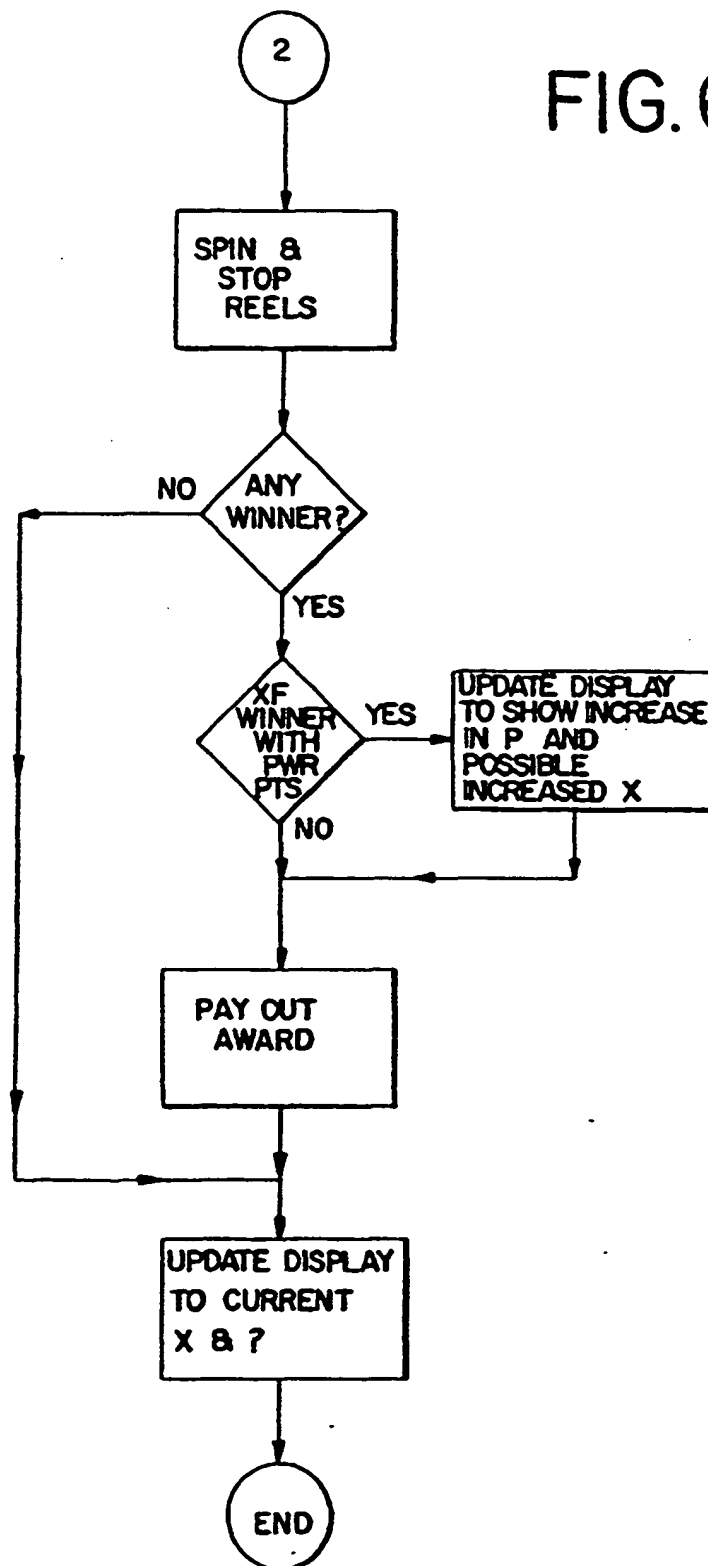 2
FIG. 6
SPIN &
STOP
REELS
ANY
WINNER?
NO
YES
XF
WINNER
WITH
PWR
PTS
YES
NO
UPDATE DISPLAY
TO SHOW INCREASE
IN P AND
POSSIBLE
INCREASED X
PAY OUT
AWARD
UPDATE DISPLAY
TO CURRENT
X & ?
END